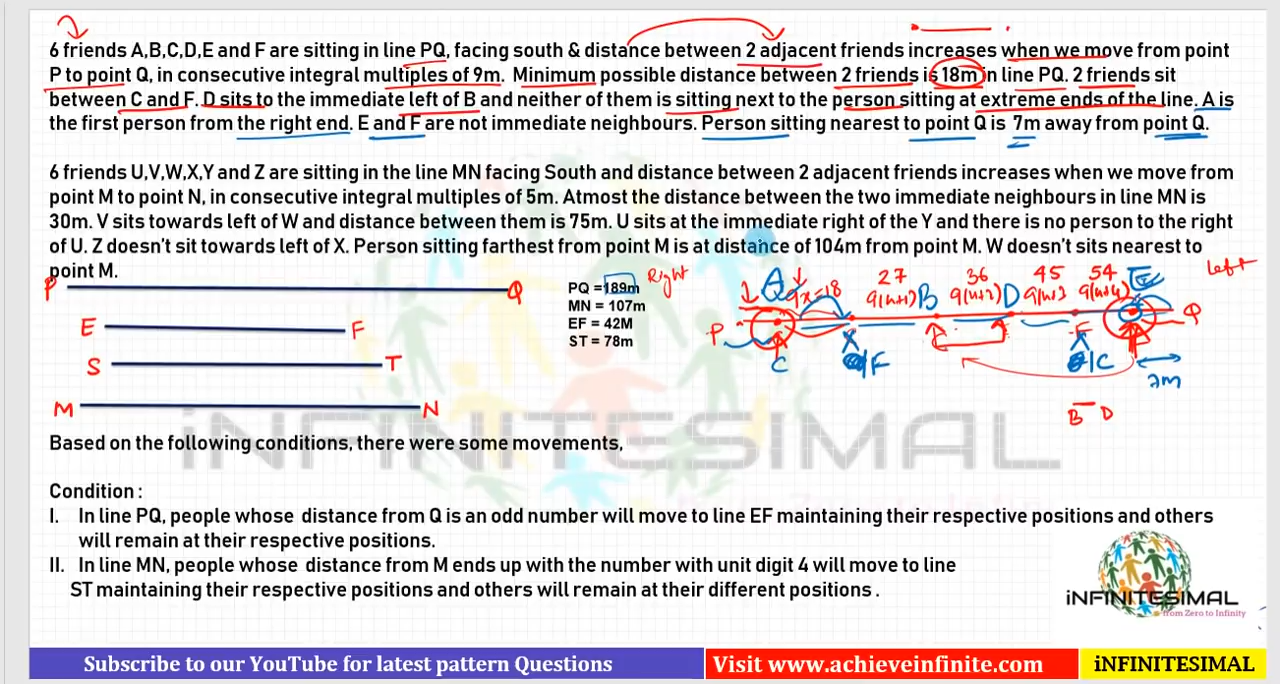 6 friends A,B,C,D,E and F are sitting in line PQ, facing south & distance between 2 adjacent friends increases when we move from point
P to point Q, in consecutive integral multiples of 9m. Minimum possible distance between 2 friends is 18m in line PQ. 2 friends sit
between C and F. D sits to the immediate left of B and neither of them is sitting next to the person sitting at extreme ends of the line. A is
the first person from the right end. E and F are not immediate neighbours. Person sitting nearest to point Q is 7m away from point Q.
6 friends U,V,W,X,Y and Z are sitting in the line MN facing South and distance between 2 adjacent friends increases when we move from
point M to point N, in consecutive integral multiples of 5m. Atmost the distance between the two immediate neighbours in line MN is
30m. V sits towards left of W and distance between them is 75m. U sits at the immediate right of the Y and there is no person to the right
of U. Z doesn't sit towards left of X. Person sitting farthest from point M is at distance of 104m from point M. W doesn't sits nearest to
point M.
P Q
E F
S T
M N
PQ =189m
MN = 107m
EF = 42M
ST = 78m
Right
Left
27 36 45 54
9x=18 9(n+1) B 9(n+2) D 9(n+3) 9(n+4)
P Q
C F C
7m
B D
Based on the following conditions, there were some movements,
Condition :
I. In line PQ, people whose distance from Q is an odd number will move to line EF maintaining their respective positions and others
will remain at their respective positions.
II. In line MN, people whose distance from M ends up with the number with unit digit 4 will move to line
ST maintaining their respective positions and others will remain at their different positions .
iNFINITESIMAL
iNFINITESIMAL
From Zero to Infinity
Subscribe to our YouTube for latest pattern Questions
Visit www.achieveinfinite.com
iNFINITESIMAL